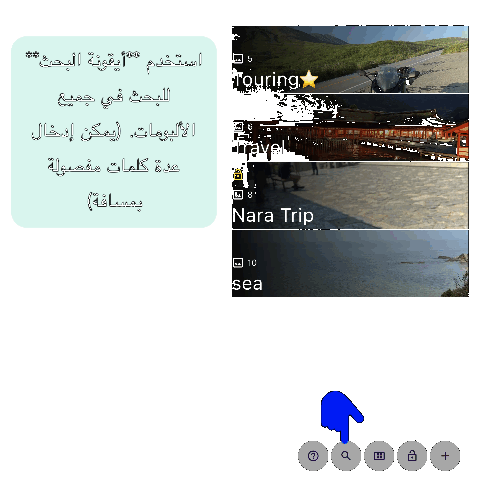 استخدم **أيقونة البحث**
للبحث في جميع
الألبومات. (يمكن إدخال
عدة كلمات مفصولة
بمسافة)
5
Touring⭐
6
Travel
8
Nara Trip
10
sea